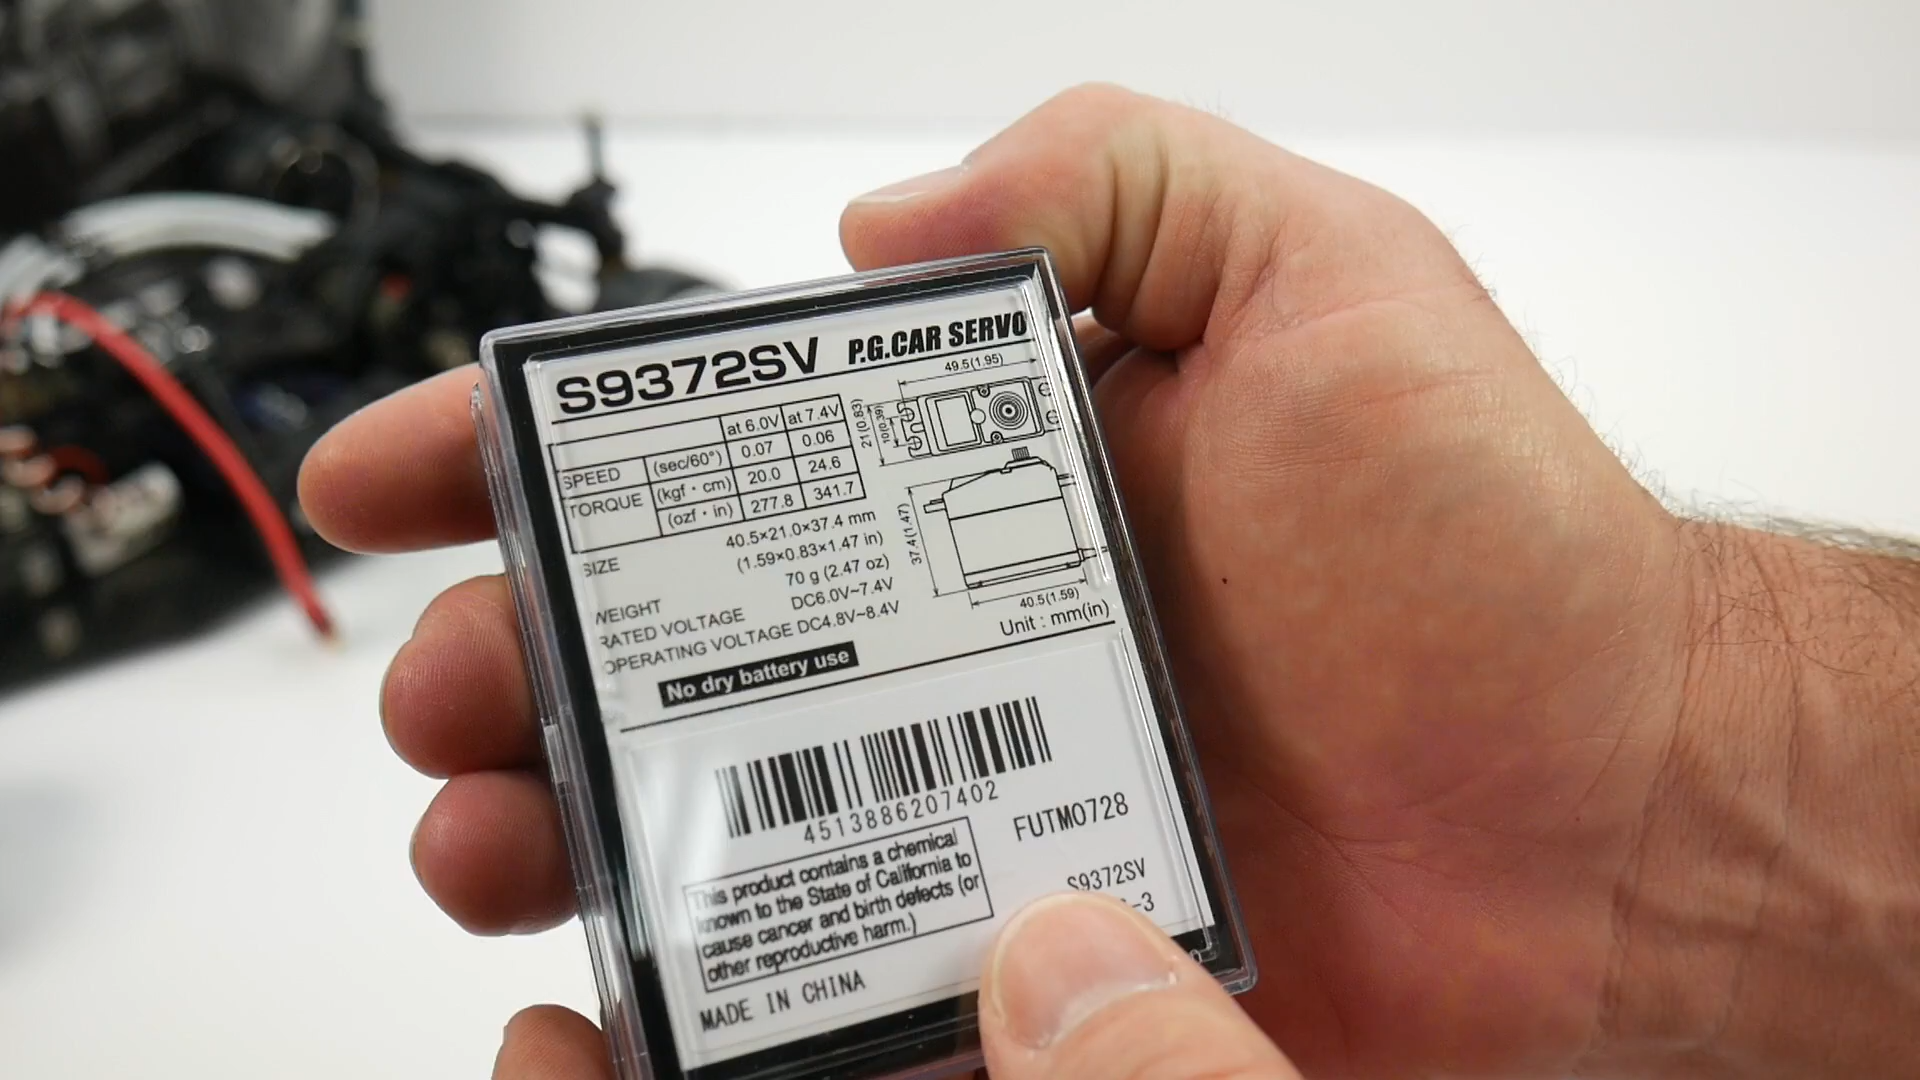 S9372SV P.G.CAR SERVO
at 6.0V at 7.4V
SPEED (sec/60°) 0.07 0.06
TORQUE (kgf・cm) 20.0 24.6
(ozf・in) 277.8 341.7
SIZE 40.5×21.0×37.4 mm
(1.59×0.83×1.47 in)
WEIGHT 70 g (2.47 oz)
RATED VOLTAGE DC6.0V~7.4V
OPERATING VOLTAGE DC4.8V~8.4V
No dry battery use
49.5(1.95)
21(0.83)
10(0.39)
37.4(1.47)
40.5(1.59)
Unit : mm(in)
4513886207402
FUTM0728
S9372SV
-3
This product contains a chemical
known to the State of California to
cause cancer and birth defects (or
other reproductive harm.)
MADE IN CHINA